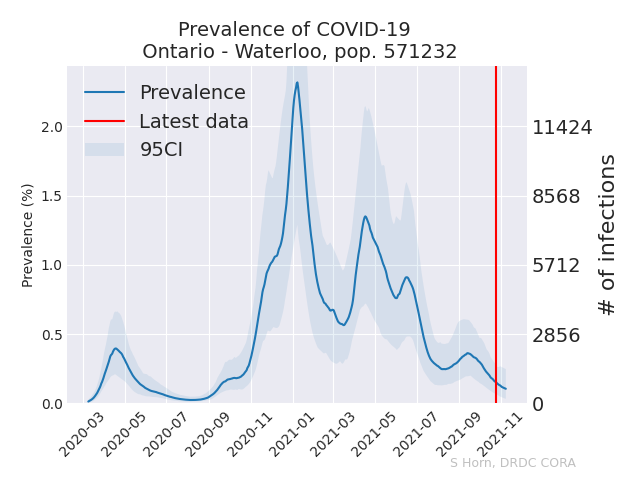 Prevalence of COVID-19
Ontario - Waterloo, pop. 571232
Prevalence
Latest data
95CI
Prevalence (%)
2.0
1.5
1.0
0.5
0.0
11424
8568
5712
2856
0
# of infections
2020-03
2020-05
2020-07
2020-09
2020-11
2021-01
2021-03
2021-05
2021-07
2021-09
2021-11
S Horn, DRDC CORA